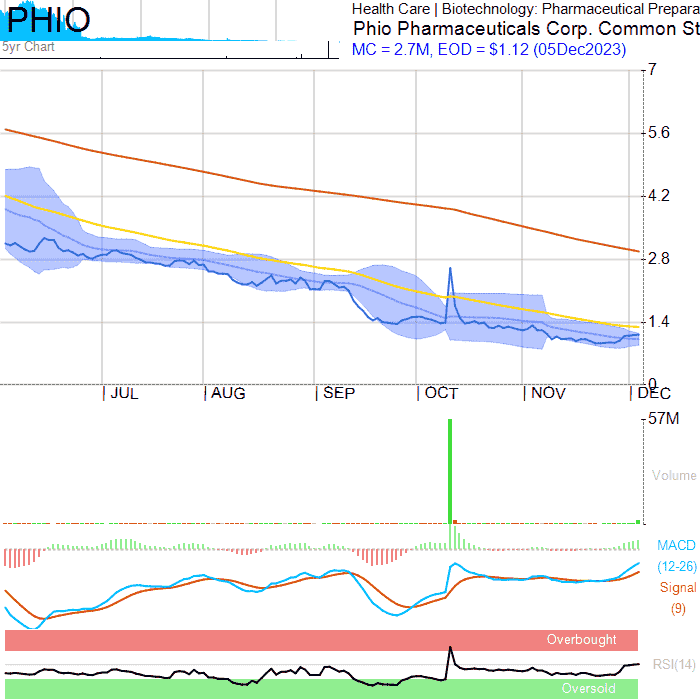 PHIO
Health Care | Biotechnology: Pharmaceutical Prepara
Phio Pharmaceuticals Corp. Common St
5yr Chart
MC = 2.7M, EOD = $1.12 (05Dec2023)
7
5.6
4.2
2.8
1.4
0
JUL AUG SEP OCT NOV DEC
57M
Volume
MACD
(12-26)
Signal
(9)
Overbought
RSI(14)
Oversold